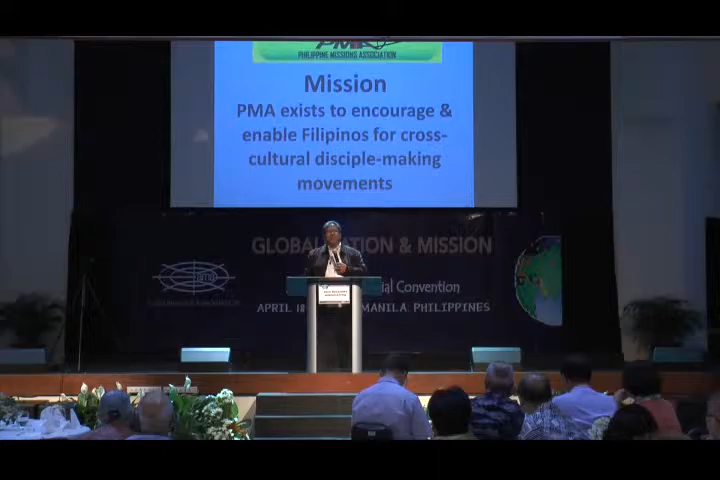 PMA
PHILIPPINE MISSIONS ASSOCIATION
Mission
PMA exists to encourage &
enable Filipinos for cross-
cultural disciple-making
movements
GLOBAL & MISSION
Convention
APRIL MANILA, PHILIPPINES